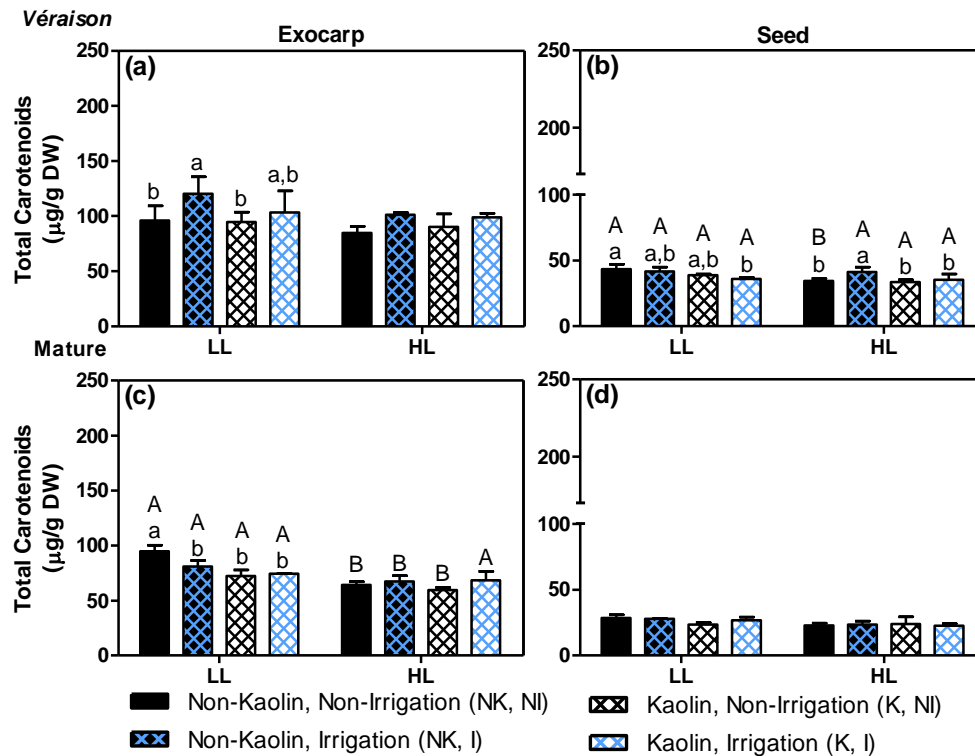 Véraison
Exocarp
Seed
(a)
Total Carotenoids
(µg/g DW)
250
200
150
100
50
0
b
a
b
a,b
LL
HL
(b)
250
200
100
50
0
A A A A B A A A
a a,b a,b b b a b b
LL
HL
Mature
(c)
Total Carotenoids
(µg/g DW)
250
200
150
100
50
0
A A A A B B B A
a b b b
LL
HL
(d)
250
200
100
50
0
LL
HL
Non-Kaolin, Non-Irrigation (NK, NI)
Kaolin, Non-Irrigation (K, NI)
Non-Kaolin, Irrigation (NK, I)
Kaolin, Irrigation (K, I)